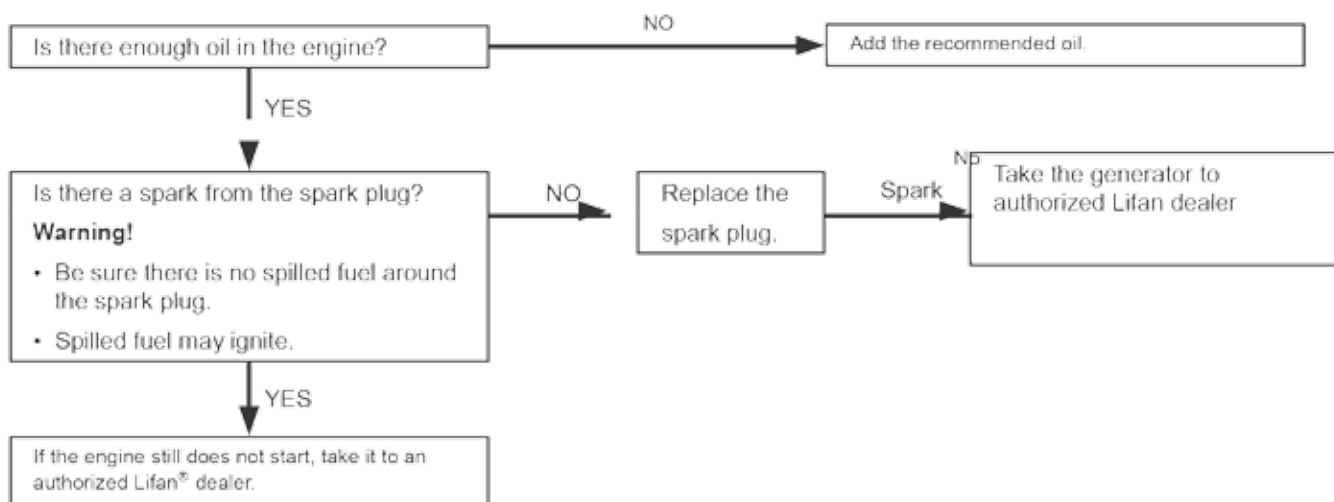 Is there enough oil in the engine?
NO
Add the recommended oil.
YES
Is there a spark from the spark plug?
Warning!
• Be sure there is no spilled fuel around
the spark plug.
• Spilled fuel may ignite.
NO
Replace the
spark plug.
Spark
No
Take the generator to
authorized Lifan dealer
YES
If the engine still does not start, take it to an
authorized Lifan® dealer.